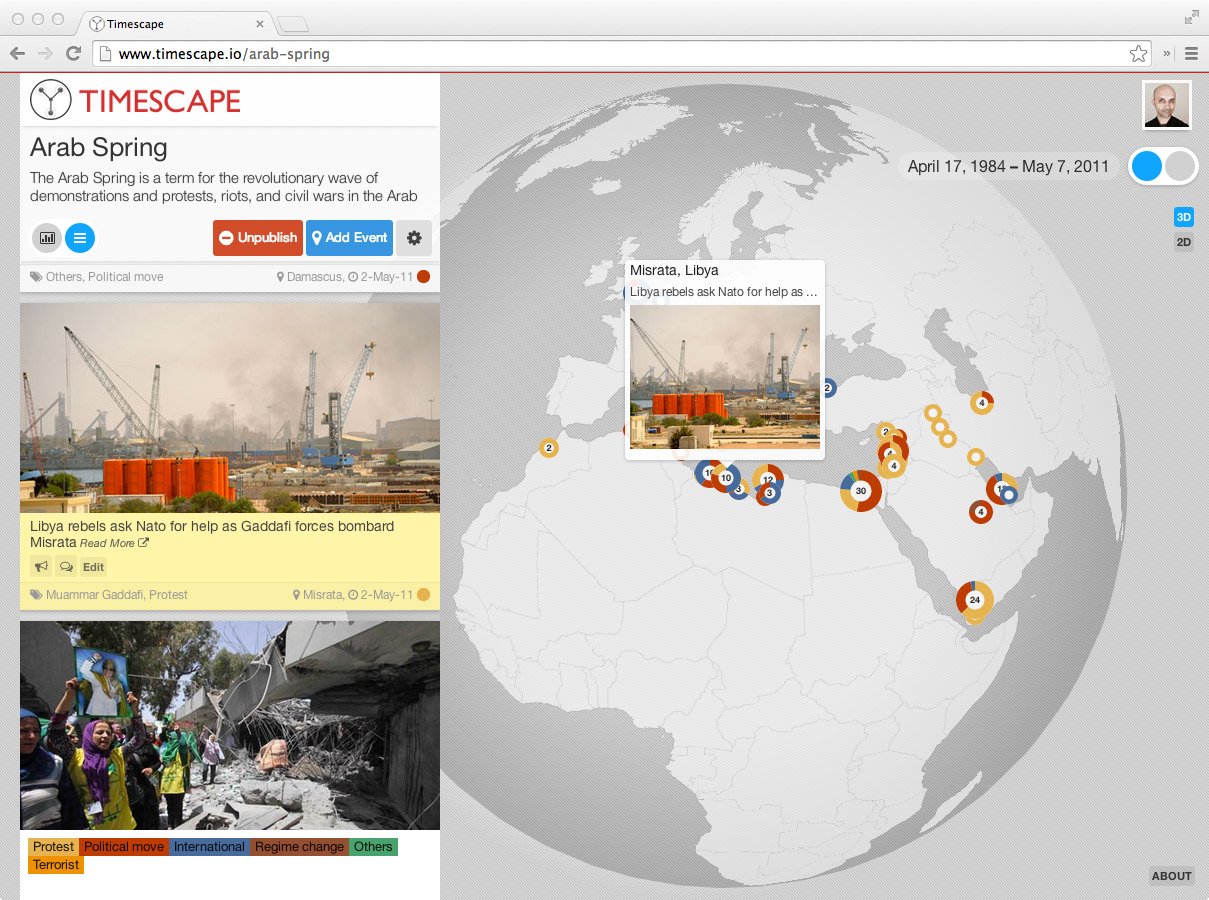 Timescape
www.timescape.io/arab-spring
TIMESCAPE
Arab Spring
The Arab Spring is a term for the revolutionary wave of
demonstrations and protests, riots, and civil wars in the Arab
Unpublish
Add Event
Others, Political move
Damascus, 2-May-11
Libya rebels ask Nato for help as Gaddafi forces bombard
Misrata Read More
Edit
Muammar Gaddafi, Protest
Misrata, 2-May-11
Protest Political move International Regime change Others
Terrorist
April 17, 1984 – May 7, 2011
3D
2D
Misrata, Libya
Libya rebels ask Nato for help as ...
2
4
2
2
4
4
10
3
12
3
30
4
24
ABOUT